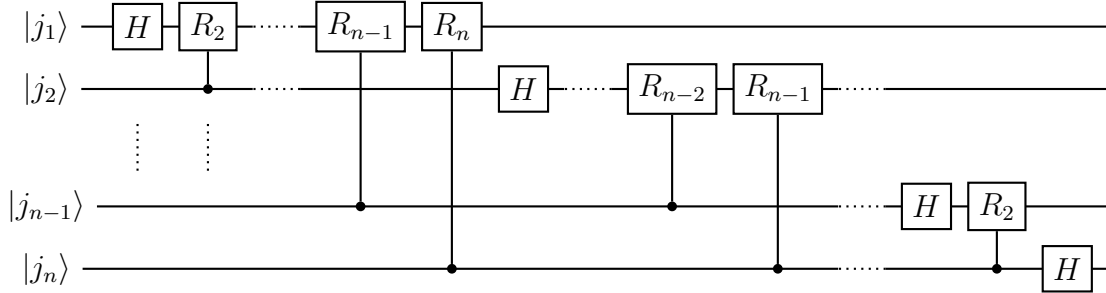 |j₁⟩ H R₂ Rₙ₋₁ Rₙ
|j₂⟩ H Rₙ₋₂ Rₙ₋₁
|jₙ₋₁⟩ H R₂
|jₙ⟩ H